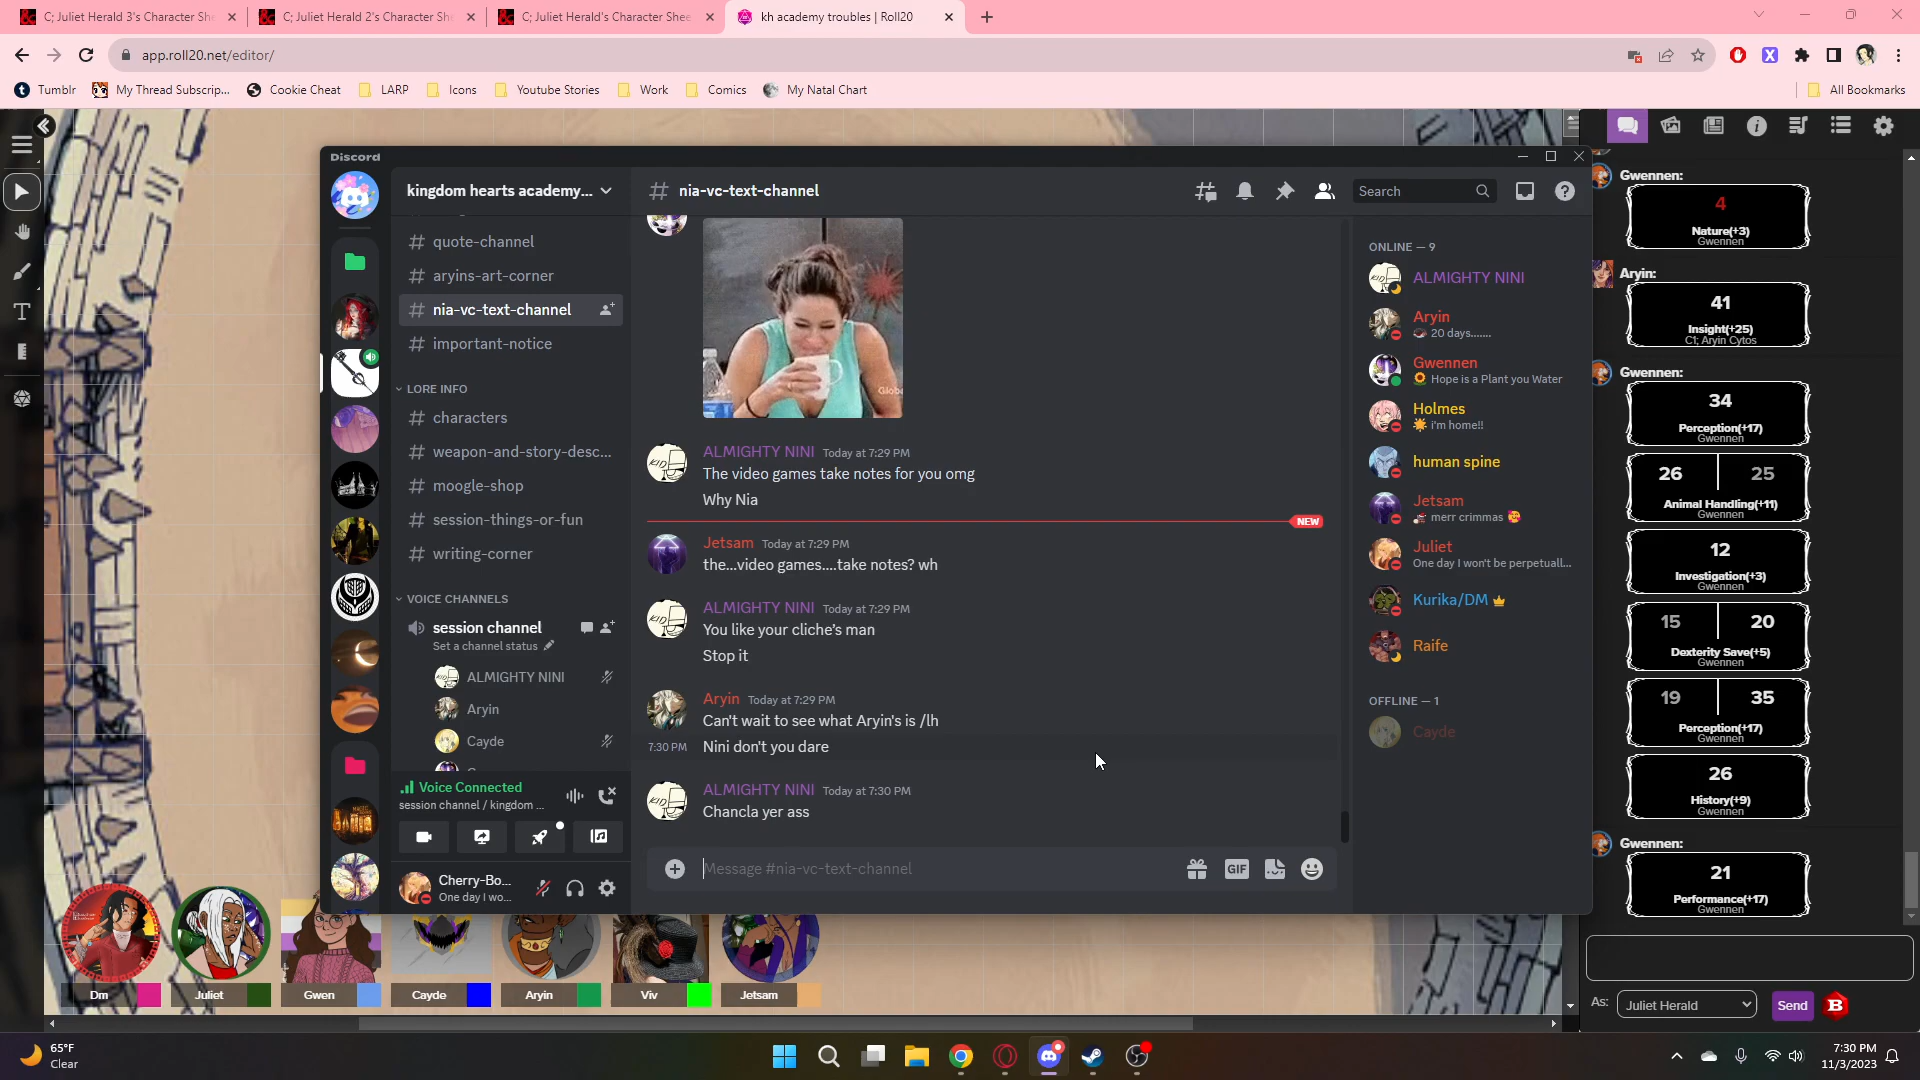 C; Juliet Herald 3's Character She
C; Juliet Herald 2's Character Sh
C; Juliet Herald's Character Shee
kh academy troubles | Roll20
app.roll20.net/editor/
Tumblr
My Thread Subscrip...
Cookie Cheat
LARP
Icons
Youtube Stories
Work
Comics
My Natal Chart
All Bookmarks
Discord
kingdom hearts academy...
quote-channel
aryins-art-corner
nia-vc-text-channel
important-notice
LORE INFO
characters
weapon-and-story-desc...
moogle-shop
session-things-or-fun
writing-corner
VOICE CHANNELS
session channel
Set a channel status
ALMIGHTY NINI
Aryin
Cayde
Voice Connected
session channel / kingdom ...
Cherry-Bo...
One day I wo...
# nia-vc-text-channel
Search
Globo
ALMIGHTY NINI Today at 7:29 PM
The video games take notes for you omg
Why Nia
NEW
Jetsam Today at 7:29 PM
the...video games....take notes? wh
ALMIGHTY NINI Today at 7:29 PM
You like your cliche's man
Stop it
Aryin Today at 7:29 PM
Can't wait to see what Aryin's is /lh
7:30 PM Nini don't you dare
ALMIGHTY NINI Today at 7:30 PM
Chancla yer ass
Message #nia-vc-text-channel
GIF
ONLINE — 9
ALMIGHTY NINI
Aryin
20 days.......
Gwennen
Hope is a Plant you Water
Holmes
i'm home!!
human spine
Jetsam
merr crimmas
Juliet
One day I won't be perpetuall...
Kurika/DM
Raife
OFFLINE — 1
Cayde
Gwennen:
4
Nature(+3)
Gwennen
Aryin:
41
Insight(+25)
C1; Aryin Cytos
Gwennen:
34
Perception(+17)
Gwennen
26 25
Animal Handling(+11)
Gwennen
12
Investigation(+3)
Gwennen
15 20
Dexterity Save(+5)
Gwennen
19 35
Perception(+17)
Gwennen
26
History(+9)
Gwennen
Gwennen:
21
Performance(+17)
Gwennen
As: Juliet Herald
Send
B
Dm
Juliet
Gwen
Cayde
Aryin
Viv
Jetsam
65°F
Clear
7:30 PM
11/3/2023